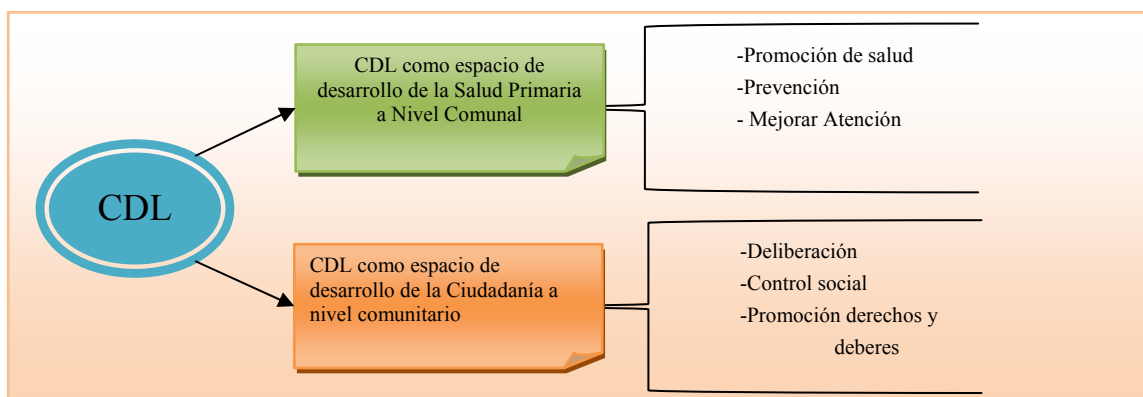 CDL
CDL como espacio de
desarrollo de la Salud Primaria
a Nivel Comunal
-Promoción de salud
-Prevención
- Mejorar Atención
CDL como espacio de
desarrollo de la Ciudadanía a
nivel comunitario
-Deliberación
-Control social
-Promoción derechos y
deberes